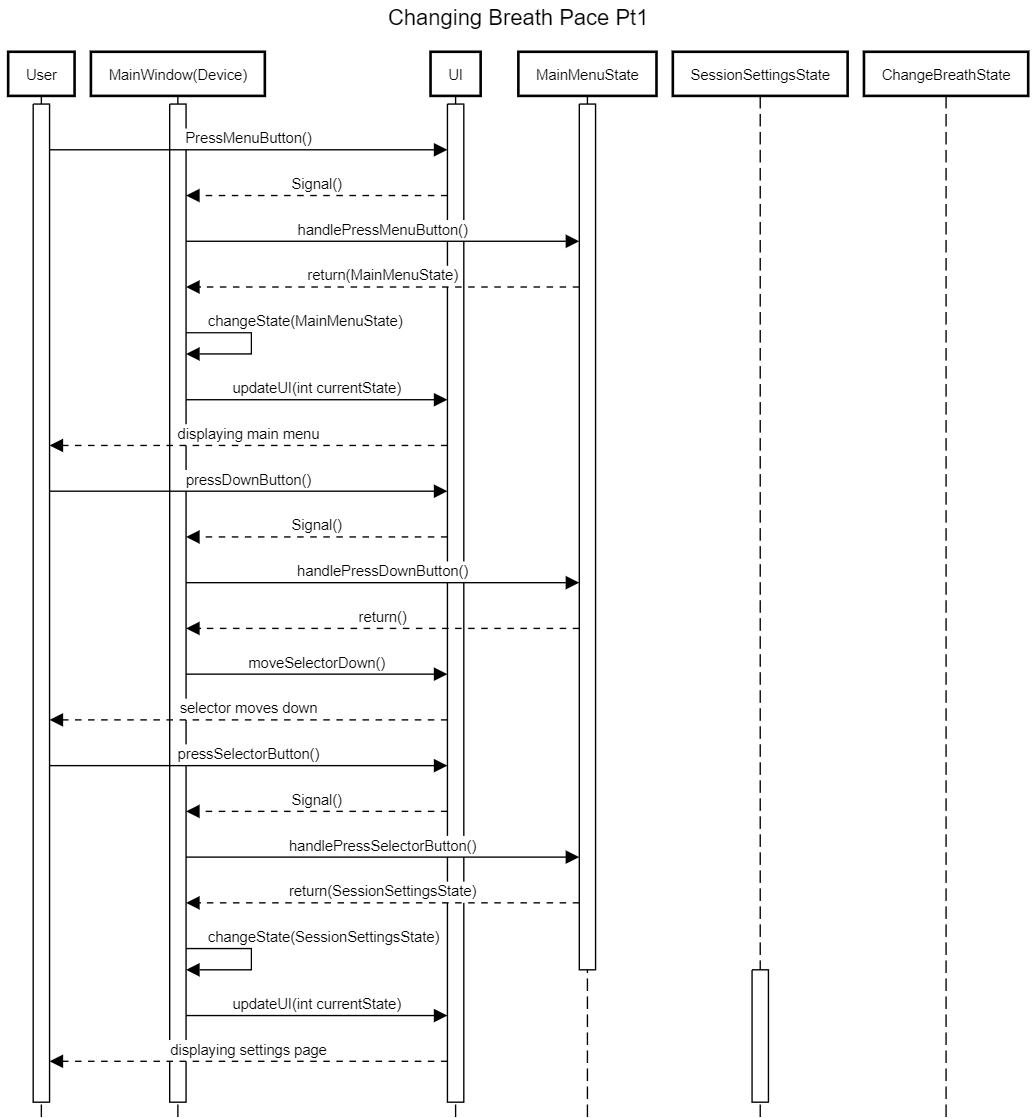 Changing Breath Pace Pt1
User
MainWindow(Device)
UI
MainMenuState
SessionSettingsState
ChangeBreathState
PressMenuButton()
Signal()
handlePressMenuButton()
return(MainMenuState)
changeState(MainMenuState)
updateUI(int currentState)
displaying main menu
pressDownButton()
Signal()
handlePressDownButton()
return()
moveSelectorDown()
selector moves down
pressSelectorButton()
Signal()
handlePressSelectorButton()
return(SessionSettingsState)
changeState(SessionSettingsState)
updateUI(int currentState)
displaying settings page